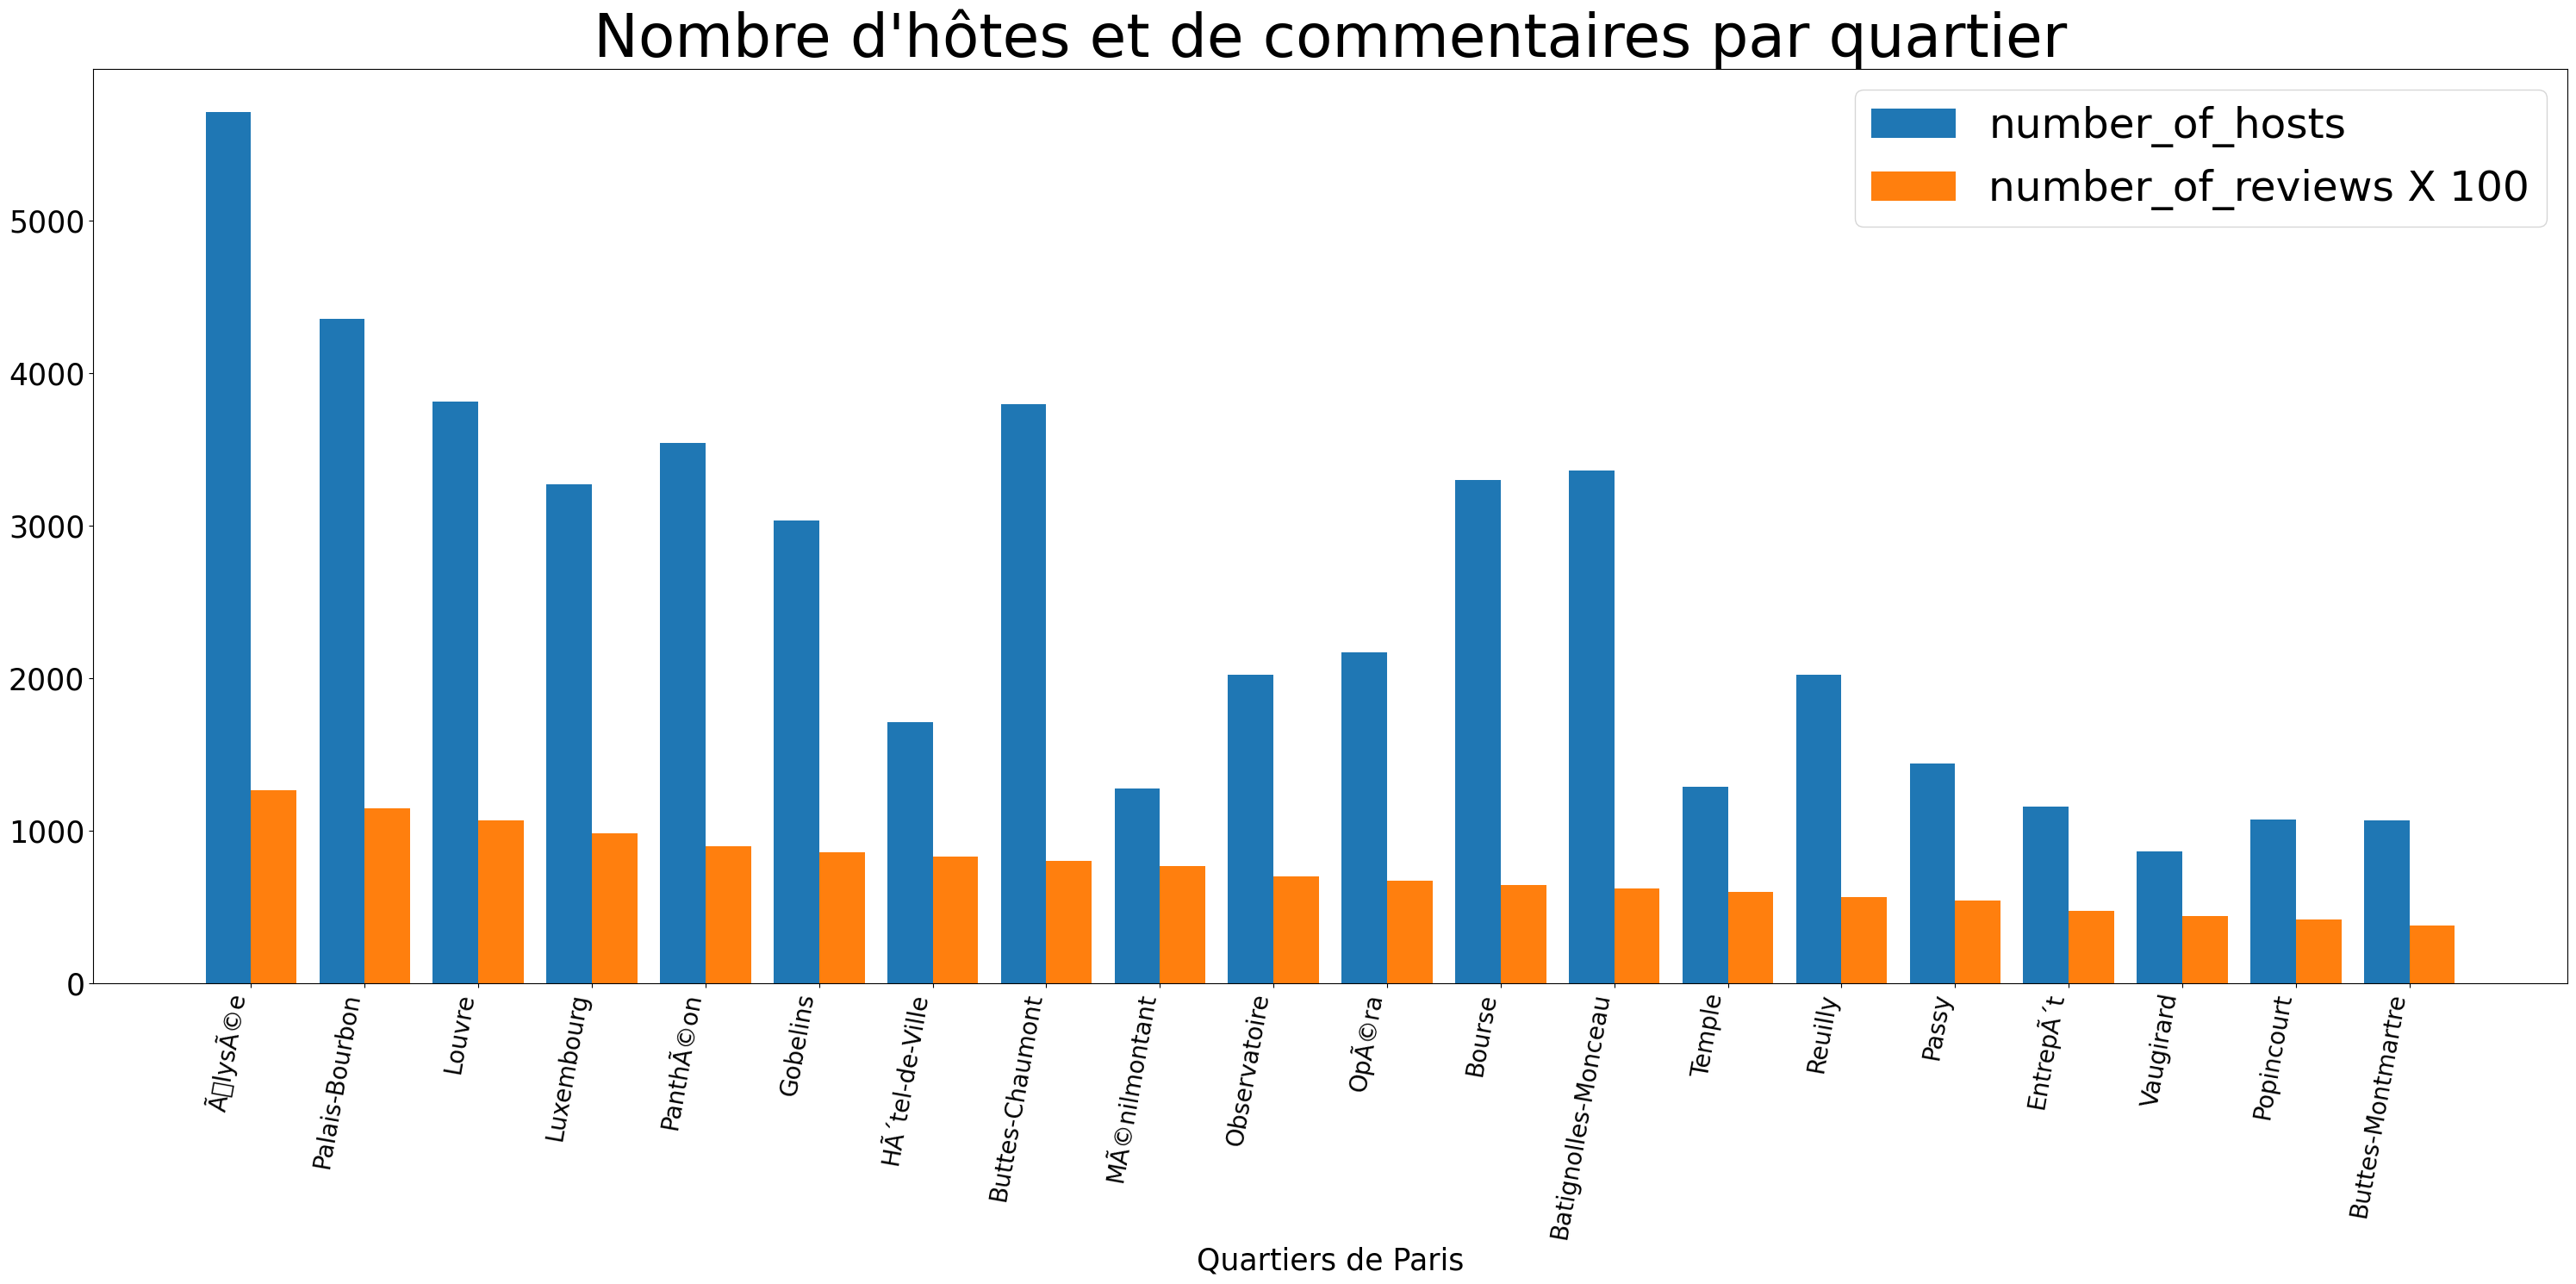 Nombre d'hôtes et de commentaires par quartier
number_of_hosts
number_of_reviews X 100
5000
4000
3000
2000
1000
0
Ã□lysÃ©e
Palais-Bourbon
Louvre
Luxembourg
PanthÃ©on
Gobelins
HÃ´tel-de-Ville
Buttes-Chaumont
MÃ©nilmontant
Observatoire
OpÃ©ra
Bourse
Batignolles-Monceau
Temple
Reuilly
Passy
EntrepÃ´t
Vaugirard
Popincourt
Buttes-Montmartre
Quartiers de Paris